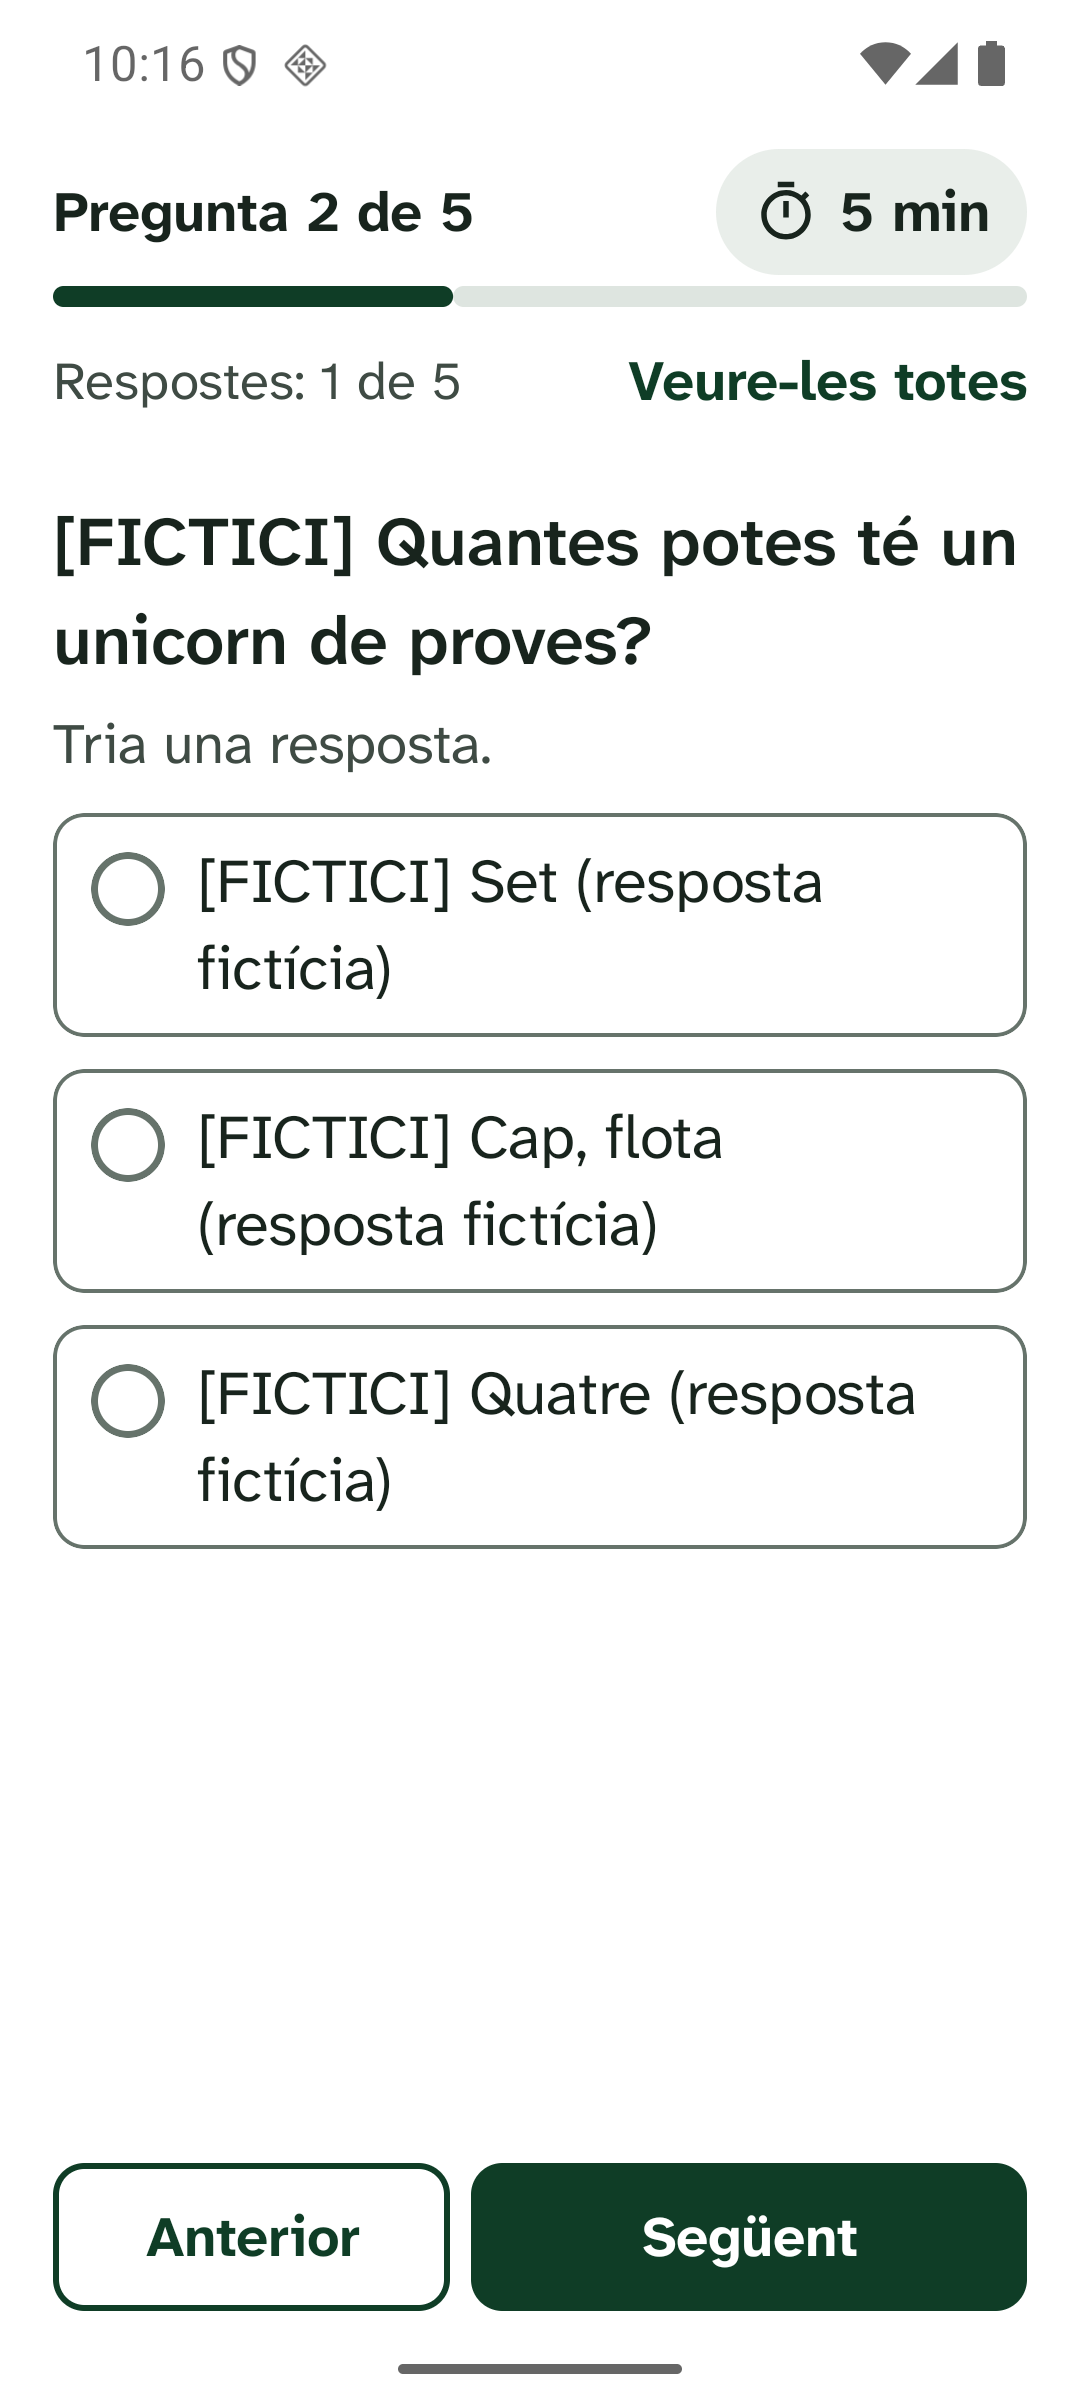 10:16
Pregunta 2 de 5
5 min
Respostes: 1 de 5
Veure-les totes
[FICTICI] Quantes potes té un
unicorn de proves?
Tria una resposta.
[FICTICI] Set (resposta
fictícia)
[FICTICI] Cap, flota
(resposta fictícia)
[FICTICI] Quatre (resposta
fictícia)
Anterior
Següent